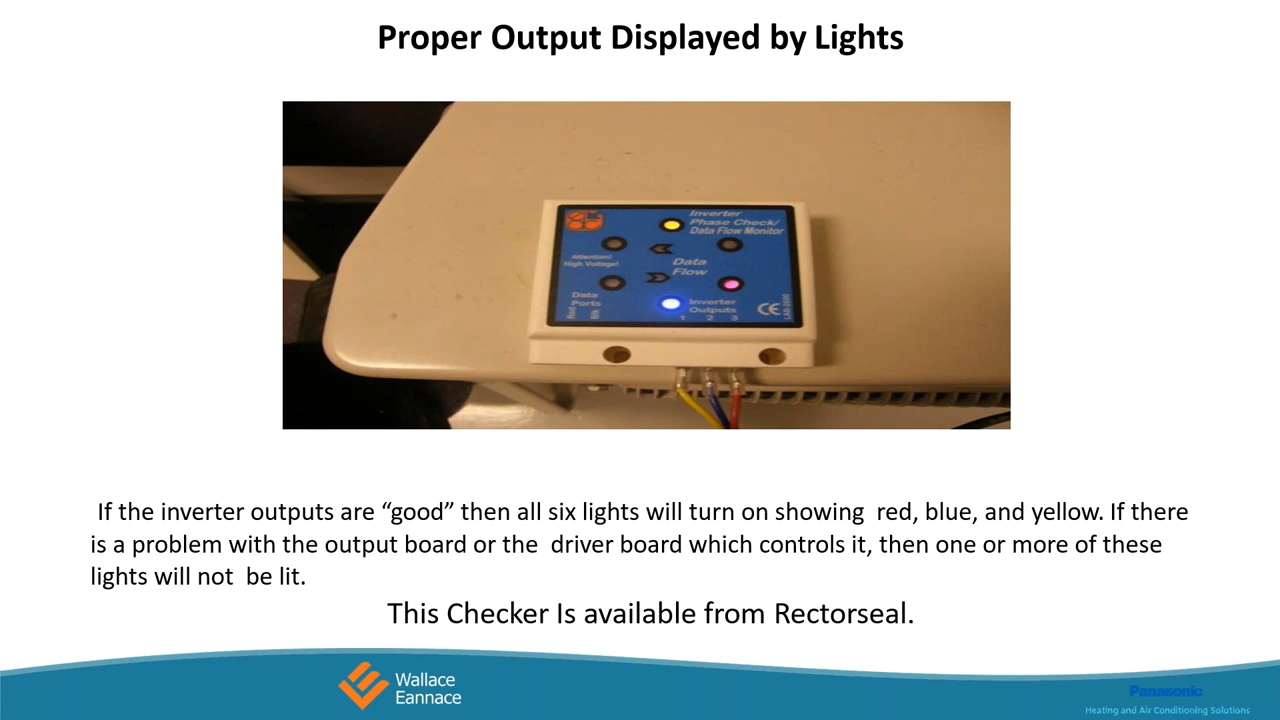 Proper Output Displayed by Lights
Inverter
Phase Check/
Data Flow Monitor
Attention!
High Voltage!
Data
Flow
Data
Ports
Red
Blk
Inverter
Outputs
1 2 3
CE
If the inverter outputs are “good” then all six lights will turn on showing red, blue, and yellow. If there
is a problem with the output board or the driver board which controls it, then one or more of these
lights will not be lit.
This Checker Is available from Rectorseal.
Wallace
Eannace
Panasonic
Heating and Air Conditioning Solutions